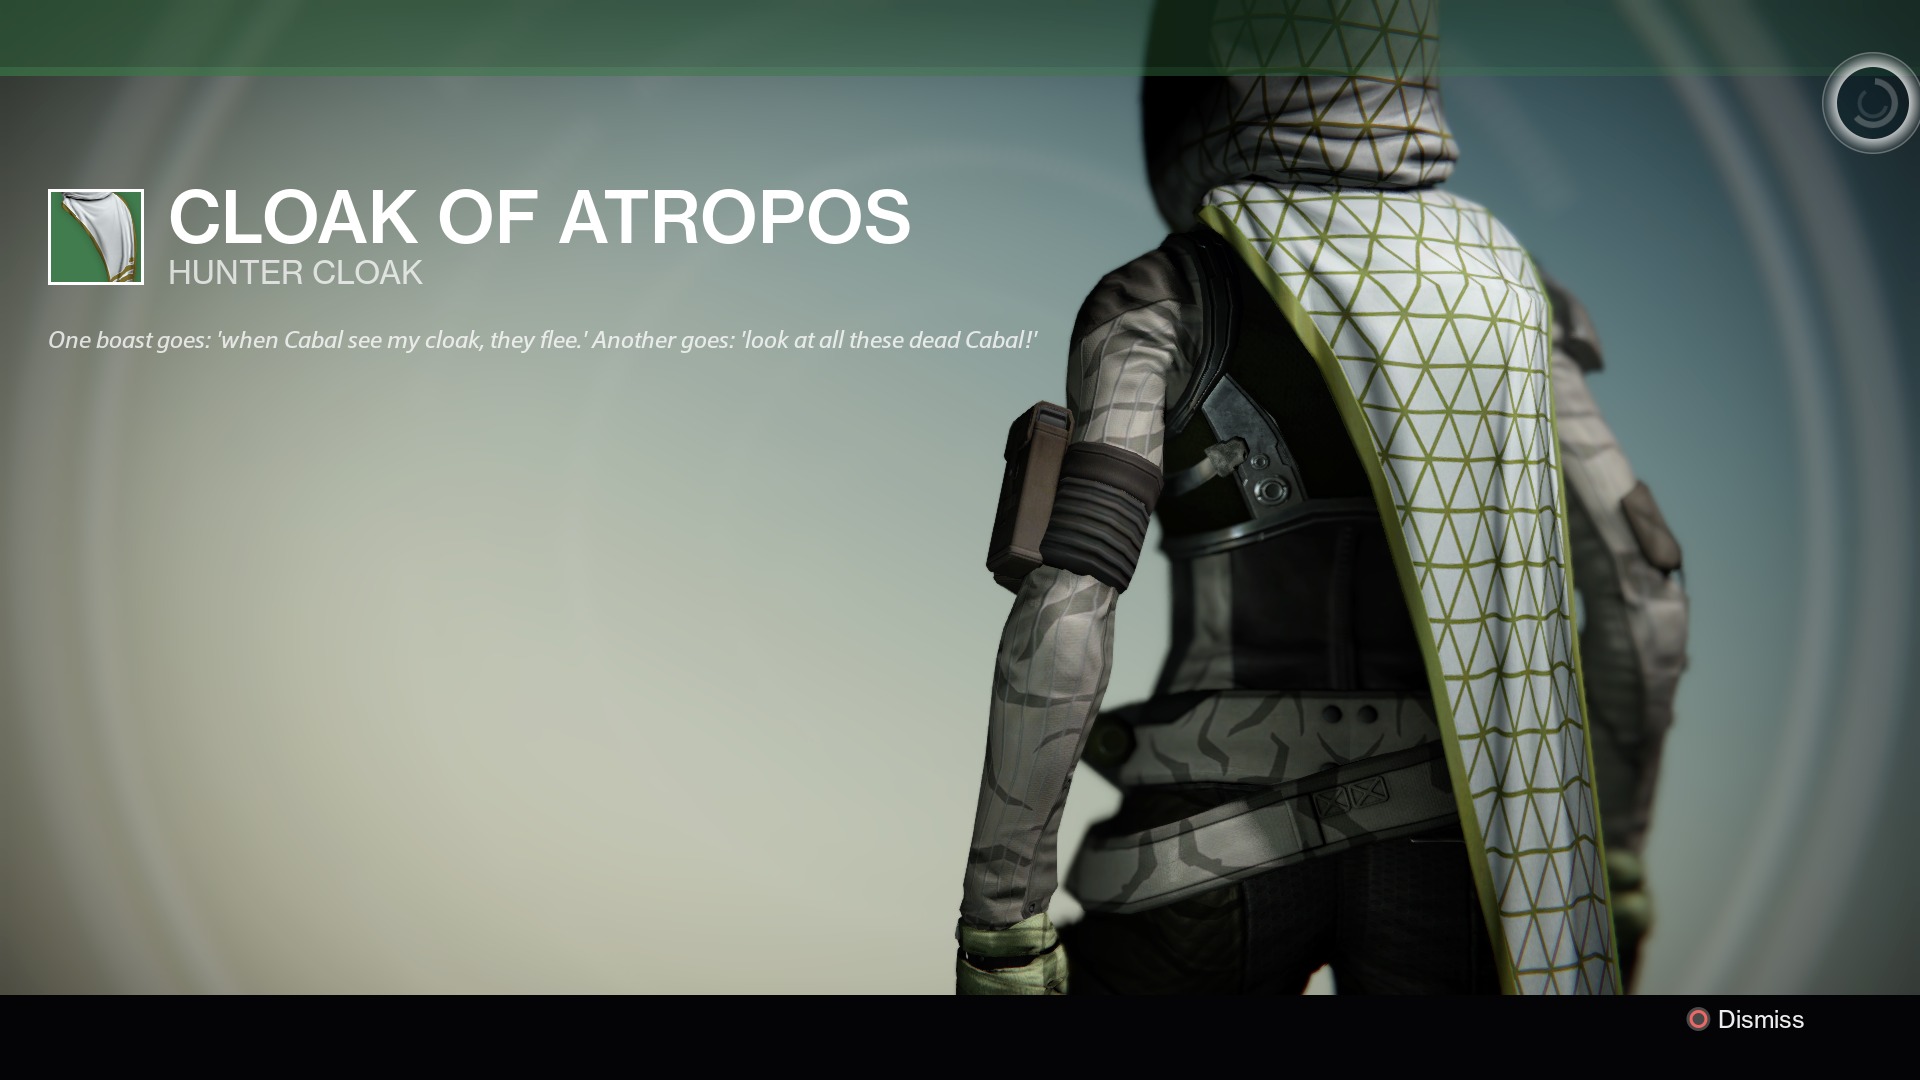 CLOAK OF ATROPOS
HUNTER CLOAK
One boast goes: 'when Cabal see my cloak, they flee.' Another goes: 'look at all these dead Cabal!'
Dismiss